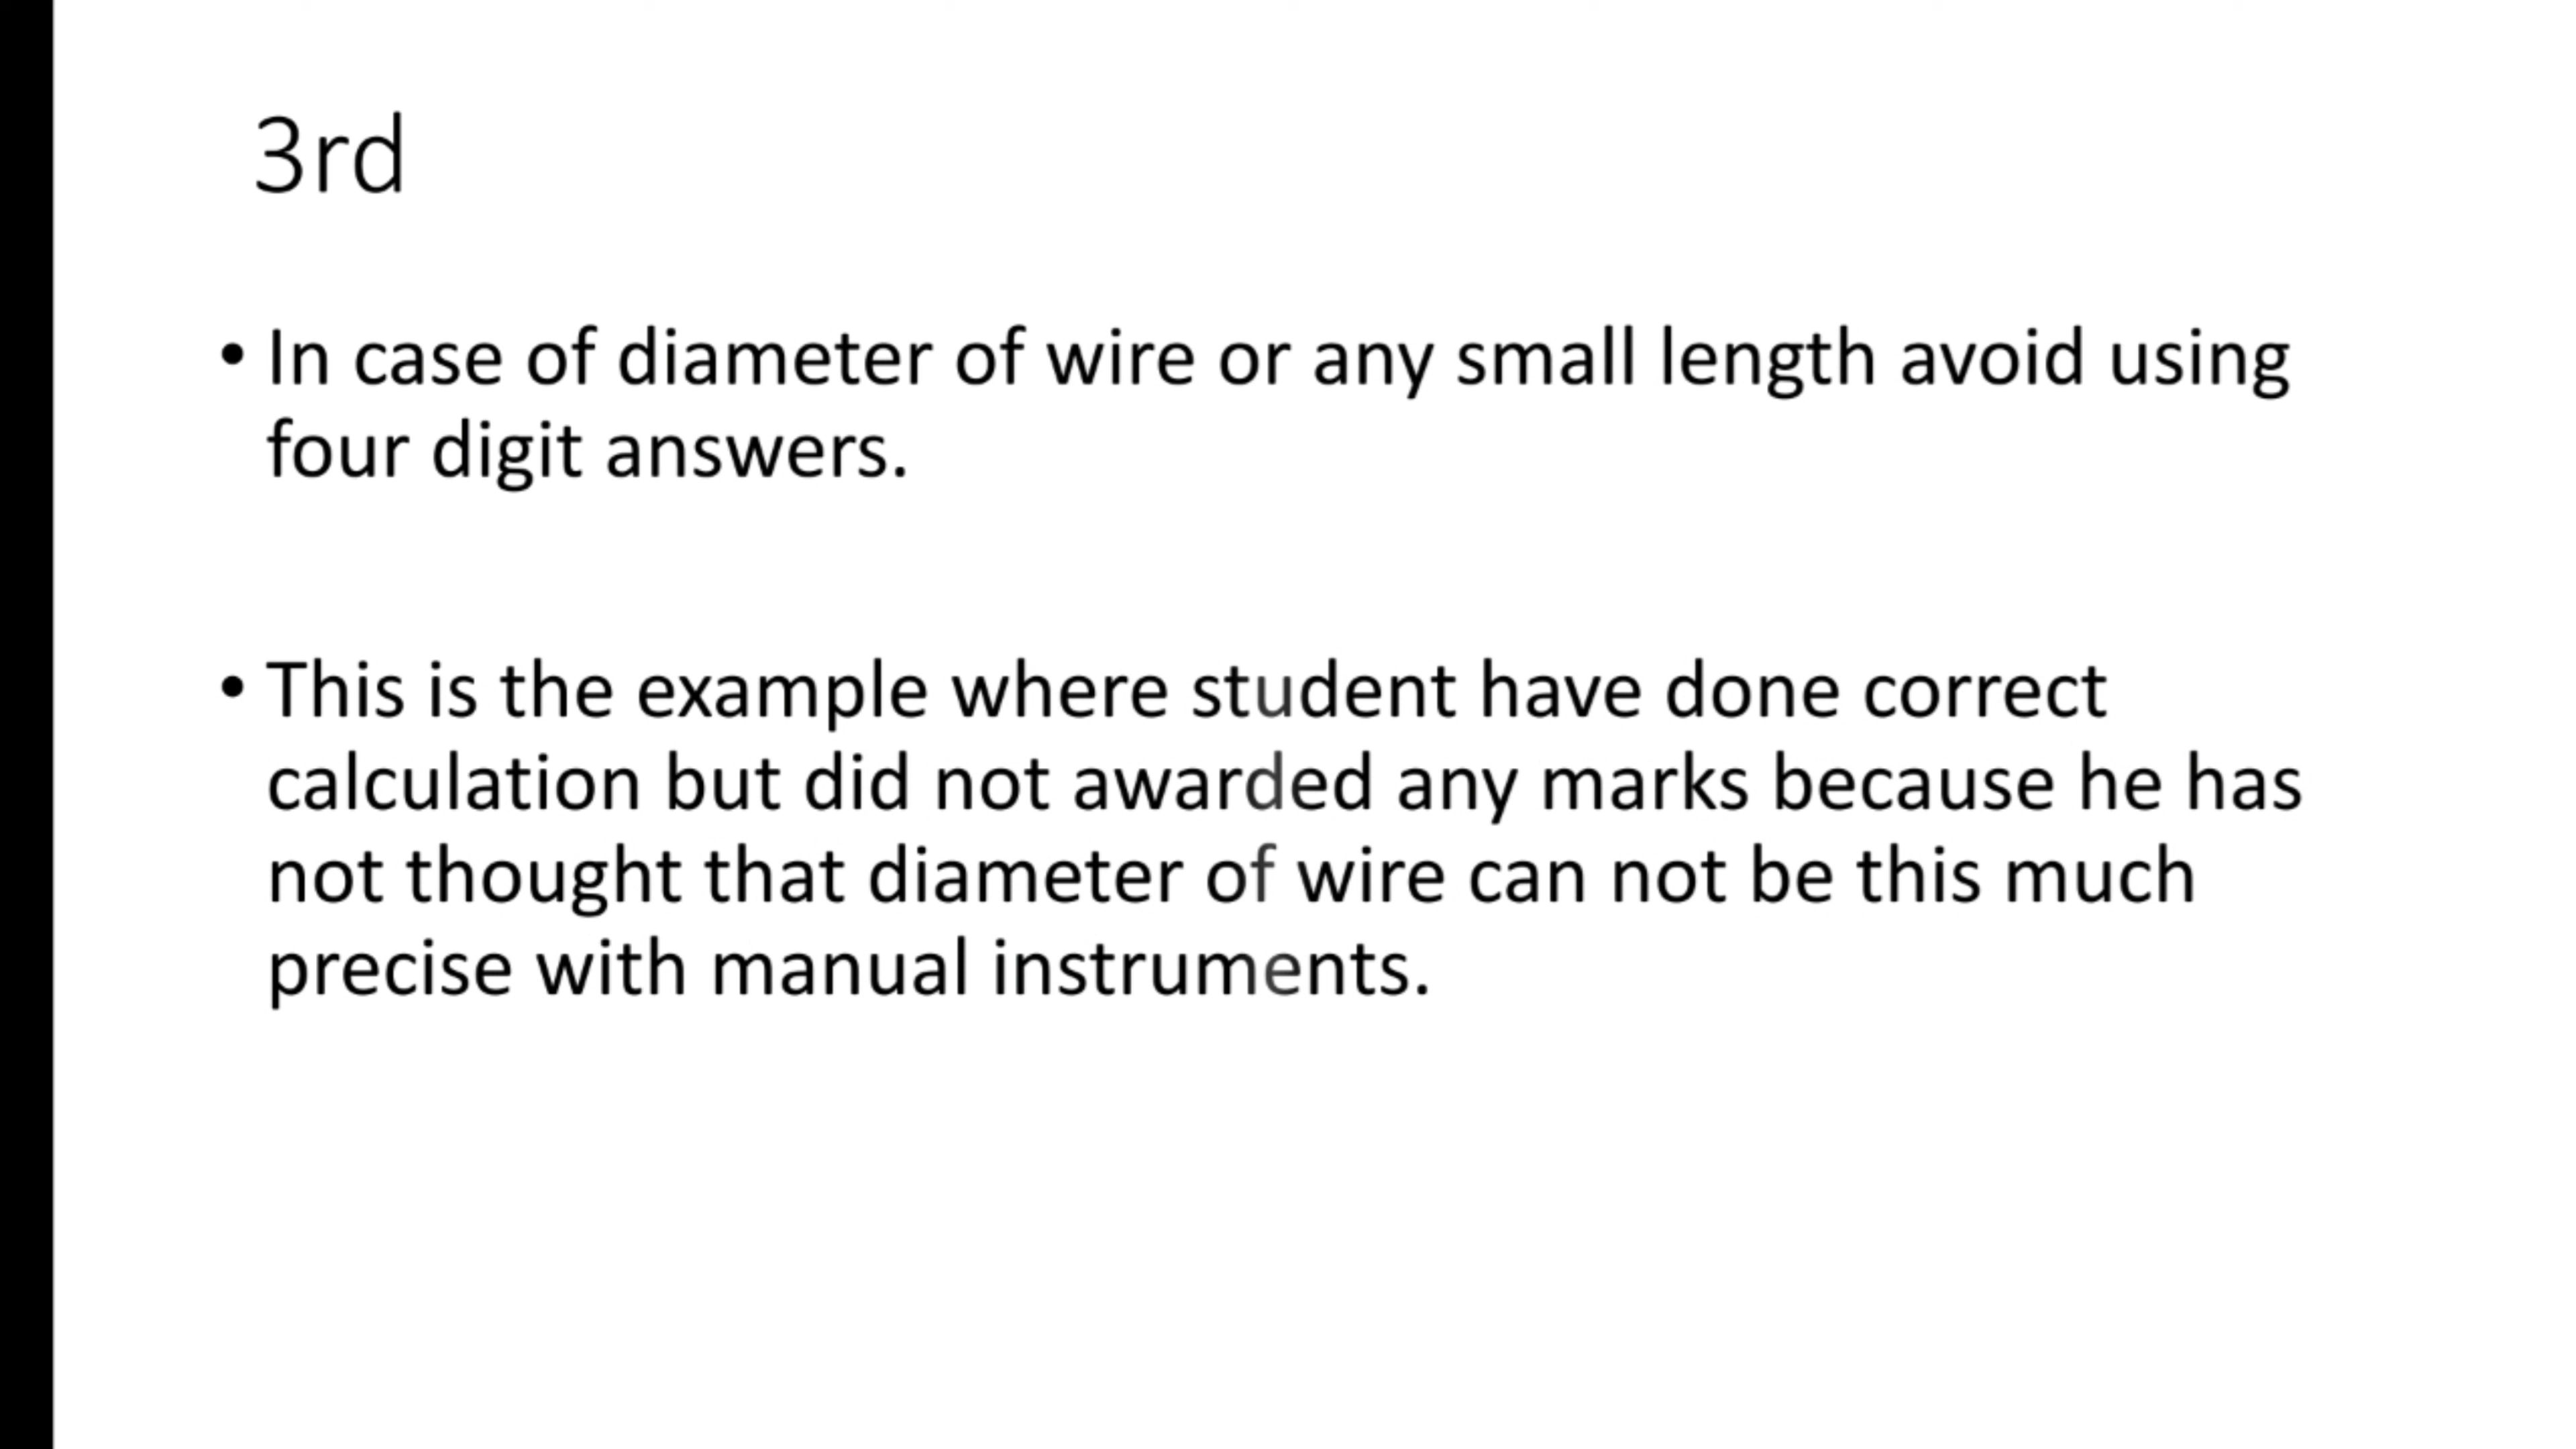 3rd
• In case of diameter of wire or any small length avoid using
four digit answers.
• This is the example where student have done correct
calculation but did not awarded any marks because he has
not thought that diameter of wire can not be this much
precise with manual instruments.